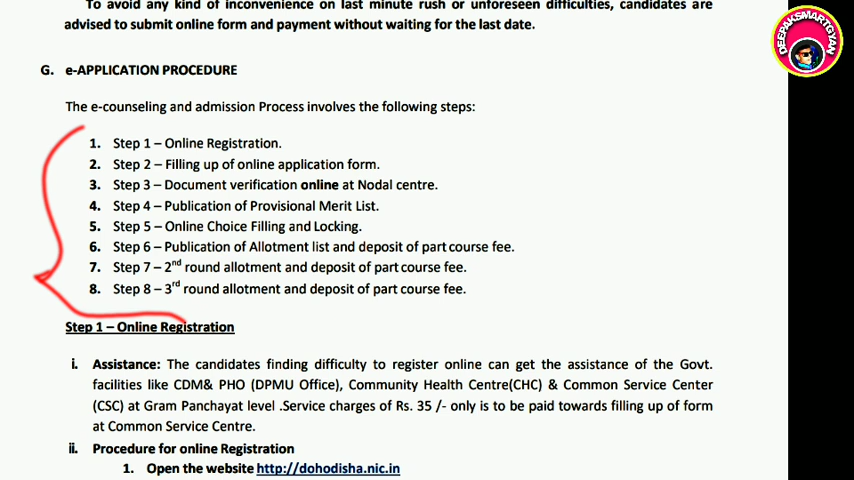 To avoid any kind of inconvenience on last minute rush or unforeseen difficulties, candidates are
advised to submit online form and payment without waiting for the last date.
G. e-APPLICATION PROCEDURE
The e-counseling and admission Process involves the following steps:
1. Step 1 – Online Registration.
2. Step 2 – Filling up of online application form.
3. Step 3 – Document verification online at Nodal centre.
4. Step 4 – Publication of Provisional Merit List.
5. Step 5 – Online Choice Filling and Locking.
6. Step 6 – Publication of Allotment list and deposit of part course fee.
7. Step 7 – 2nd round allotment and deposit of part course fee.
8. Step 8 – 3rd round allotment and deposit of part course fee.
Step 1 – Online Registration
i. Assistance: The candidates finding difficulty to register online can get the assistance of the Govt.
facilities like CDM& PHO (DPMU Office), Community Health Centre(CHC) & Common Service Center
(CSC) at Gram Panchayat level .Service charges of Rs. 35 /- only is to be paid towards filling up of form
at Common Service Centre.
ii. Procedure for online Registration
1. Open the website http://dohodisha.nic.in
DEEPAKSMARTGYAN